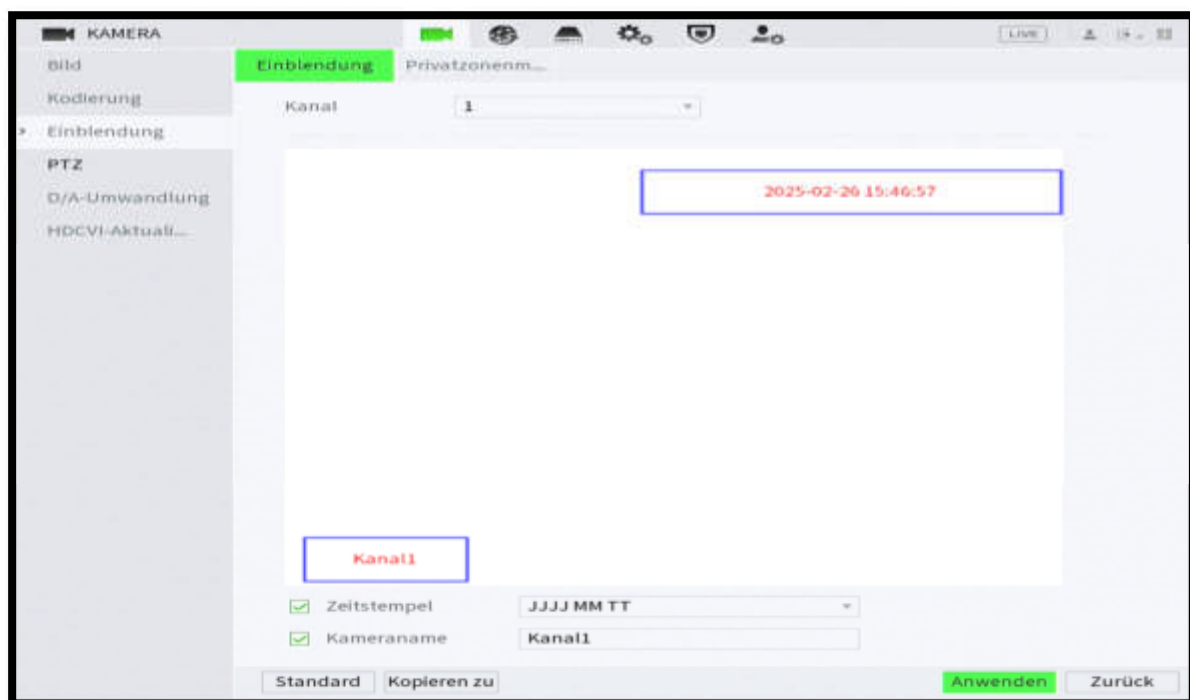 KAMERA
LIVE
Bild
Einblendung
Privatzonenm...
Kodierung
Kanal
1
Einblendung
PTZ
D/A-Umwandlung
HDCVI-Aktuali...
2025-02-26 15:46:57
Kanal1
Zeitstempel
JJJJ MM TT
Kameraname
Kanal1
Standard
Kopieren zu
Anwenden
Zurück